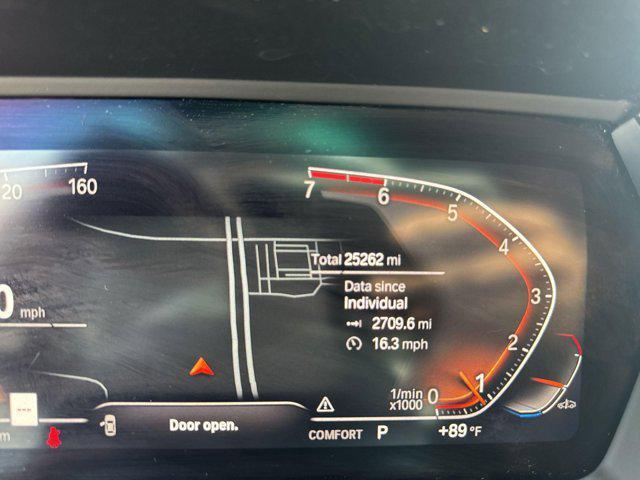 20 160
7 6 5 4 3 2 1 0
Total 25262 mi
Data since
Individual
2709.6 mi
16.3 mph
0 mph
1/min
x1000
Door open.
COMFORT P +89 °F